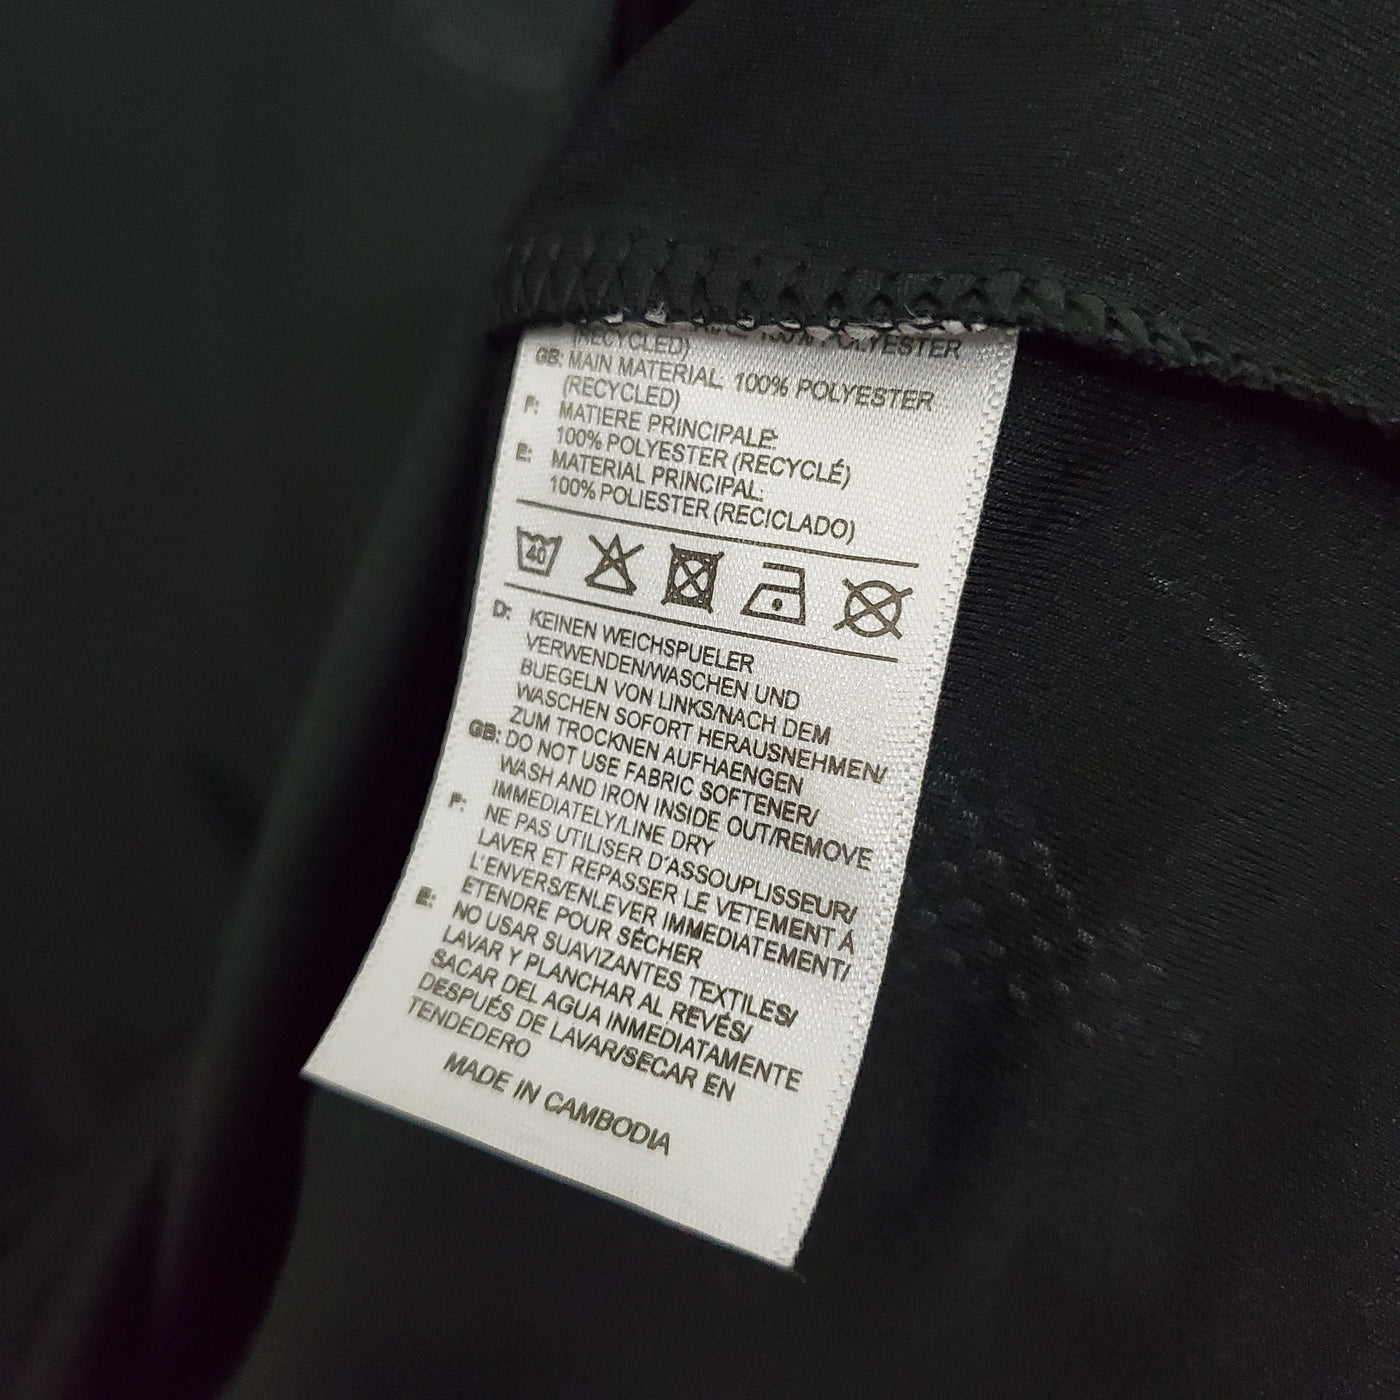 (RECYCLED) 100% POLYESTER
GB: MAIN MATERIAL 100% POLYESTER
(RECYCLED)
F: MATIERE PRINCIPALE:
100% POLYESTER (RECYCLÉ)
E: MATERIAL PRINCIPAL:
100% POLIESTER (RECICLADO)
40
D: KEINEN WEICHSPUELER
VERWENDEN/WASCHEN UND
BUEGELN VON LINKS/NACH DEM
WASCHEN SOFORT HERAUSNEHMEN/
ZUM TROCKNEN AUFHAENGEN
GB: DO NOT USE FABRIC SOFTENER/
WASH AND IRON INSIDE OUT/REMOVE
IMMEDIATELY/LINE DRY
F: NE PAS UTILISER D'ASSOUPLISSEUR/
LAVER ET REPASSER LE VETEMENT À
L'ENVERS/ENLEVER IMMEDIATEMENT/
ÉTENDRE POUR SÉCHER
E: NO USAR SUAVIZANTES TEXTILES/
LAVAR Y PLANCHAR AL REVÉS/
SACAR DEL AGUA INMEDIATAMENTE
DESPUÉS DE LAVAR/SECAR EN
TENDEDERO
MADE IN CAMBODIA